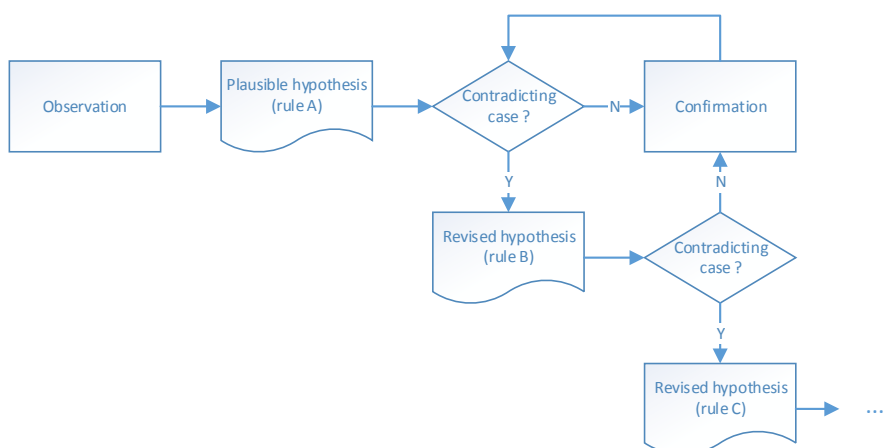 Observation
Plausible hypothesis
(rule A)
Contradicting
case ?
N
Confirmation
Y
N
Revised hypothesis
(rule B)
Contradicting
case ?
Y
Revised hypothesis
(rule C)
...